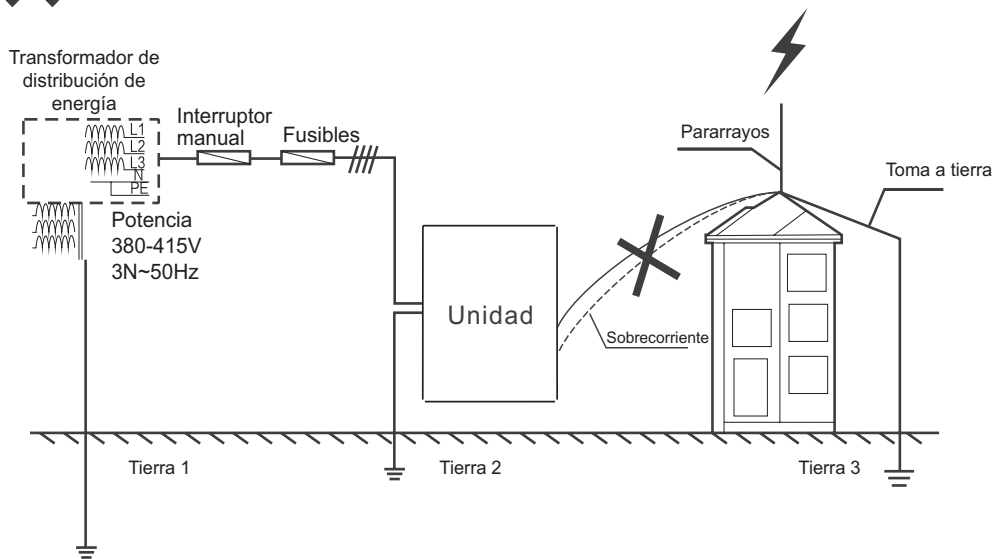 Transformador de
distribución de
energía
L1
L2
L3
N
PE
Interruptor
manual
Fusibles
Potencia
380-415V
3N~50Hz
Unidad
Sobrecorriente
Pararrayos
Toma a tierra
Tierra 1
Tierra 2
Tierra 3